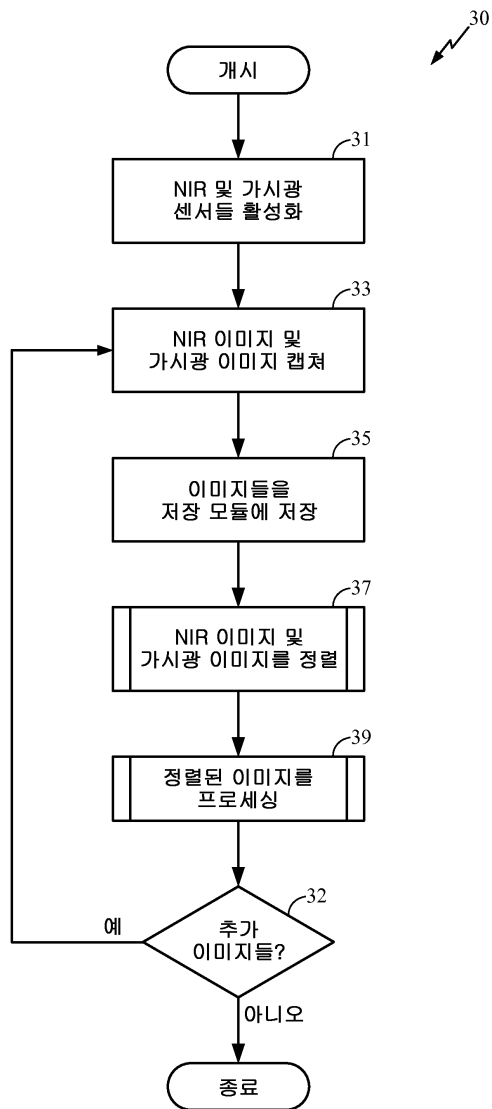 30
개시
31
NIR 및 가시광
센서들 활성화
33
NIR 이미지 및
가시광 이미지 캡쳐
35
이미지들을
저장 모듈에 저장
37
NIR 이미지 및
가시광 이미지를 정렬
39
정렬된 이미지를
프로세싱
32
예
추가
이미지들?
아니오
종료